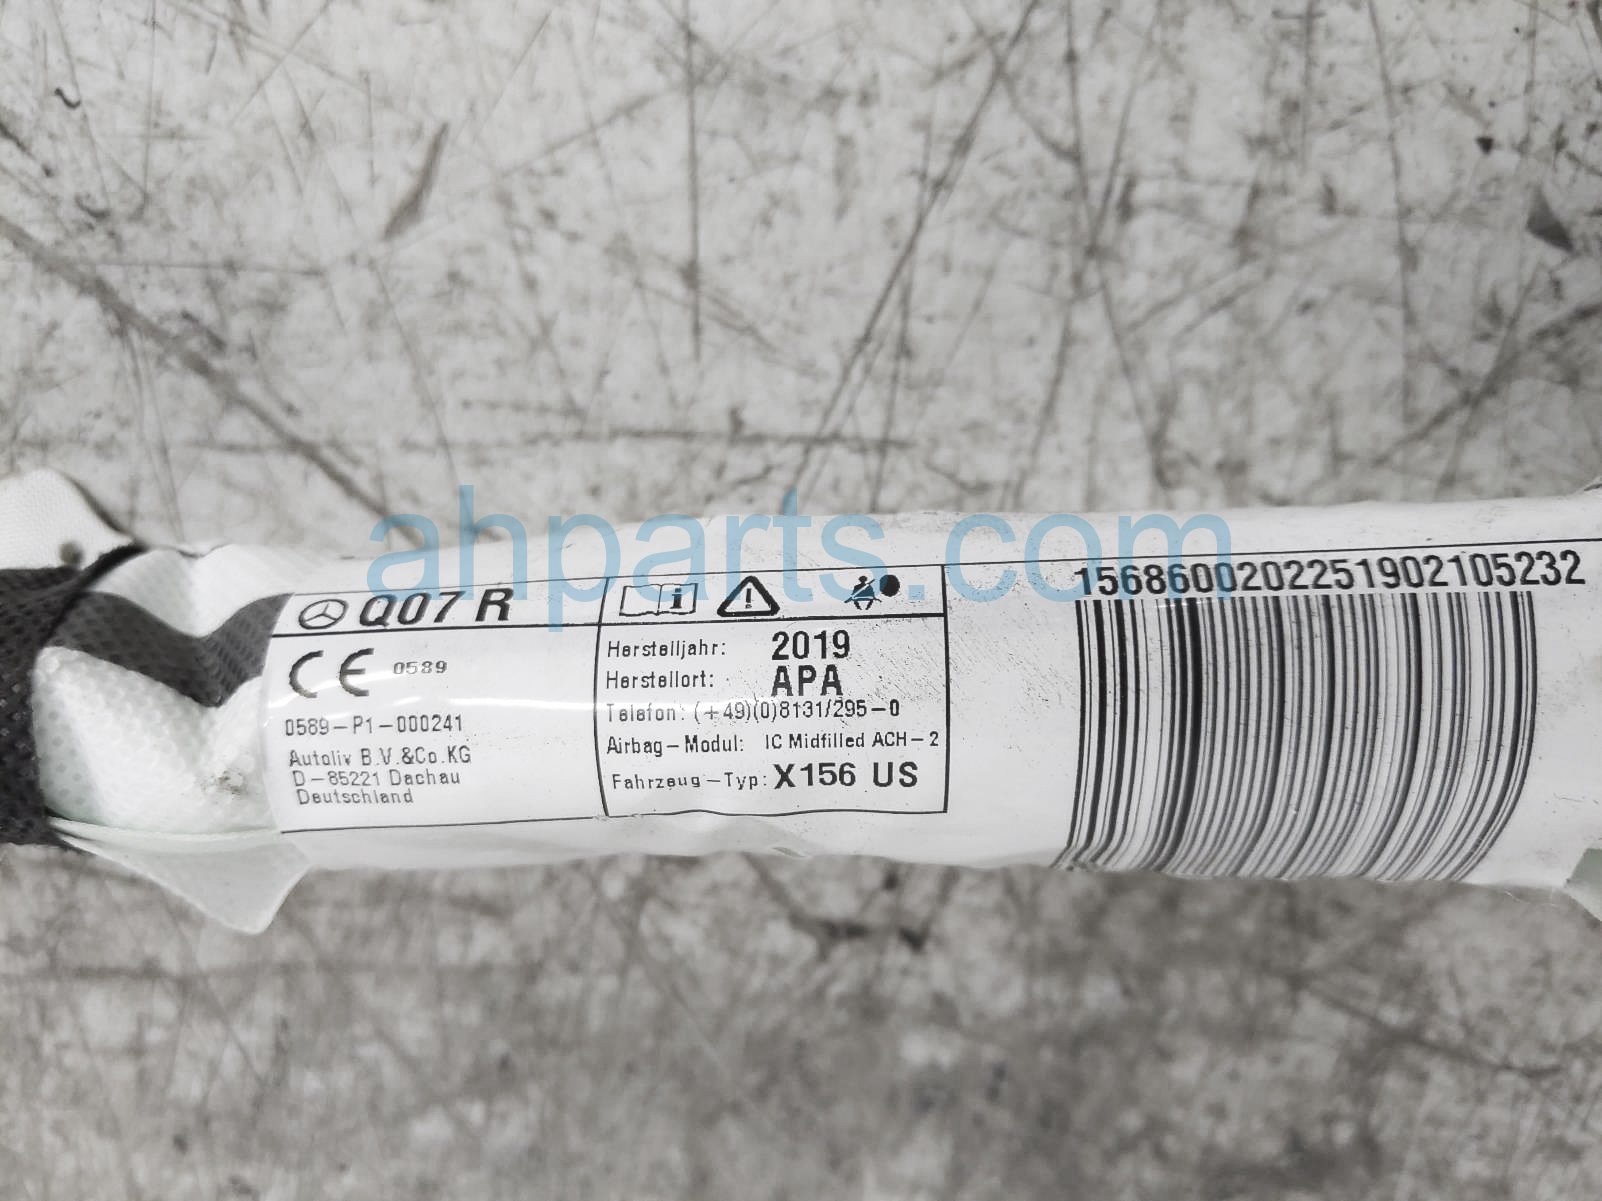 ahparts.com
Q07 R
CE 0589
0589-P1-000241
Autoliv B.V.&Co.KG
D-85221 Dachau
Deutschland
Herstelljahr: 2019
Herstellort: APA
Telefon: (+49)(0)8131/295-0
Airbag-Modul: IC Midfilled ACH-2
Fahrzeug-Typ: X156 US
1568600202251902105232